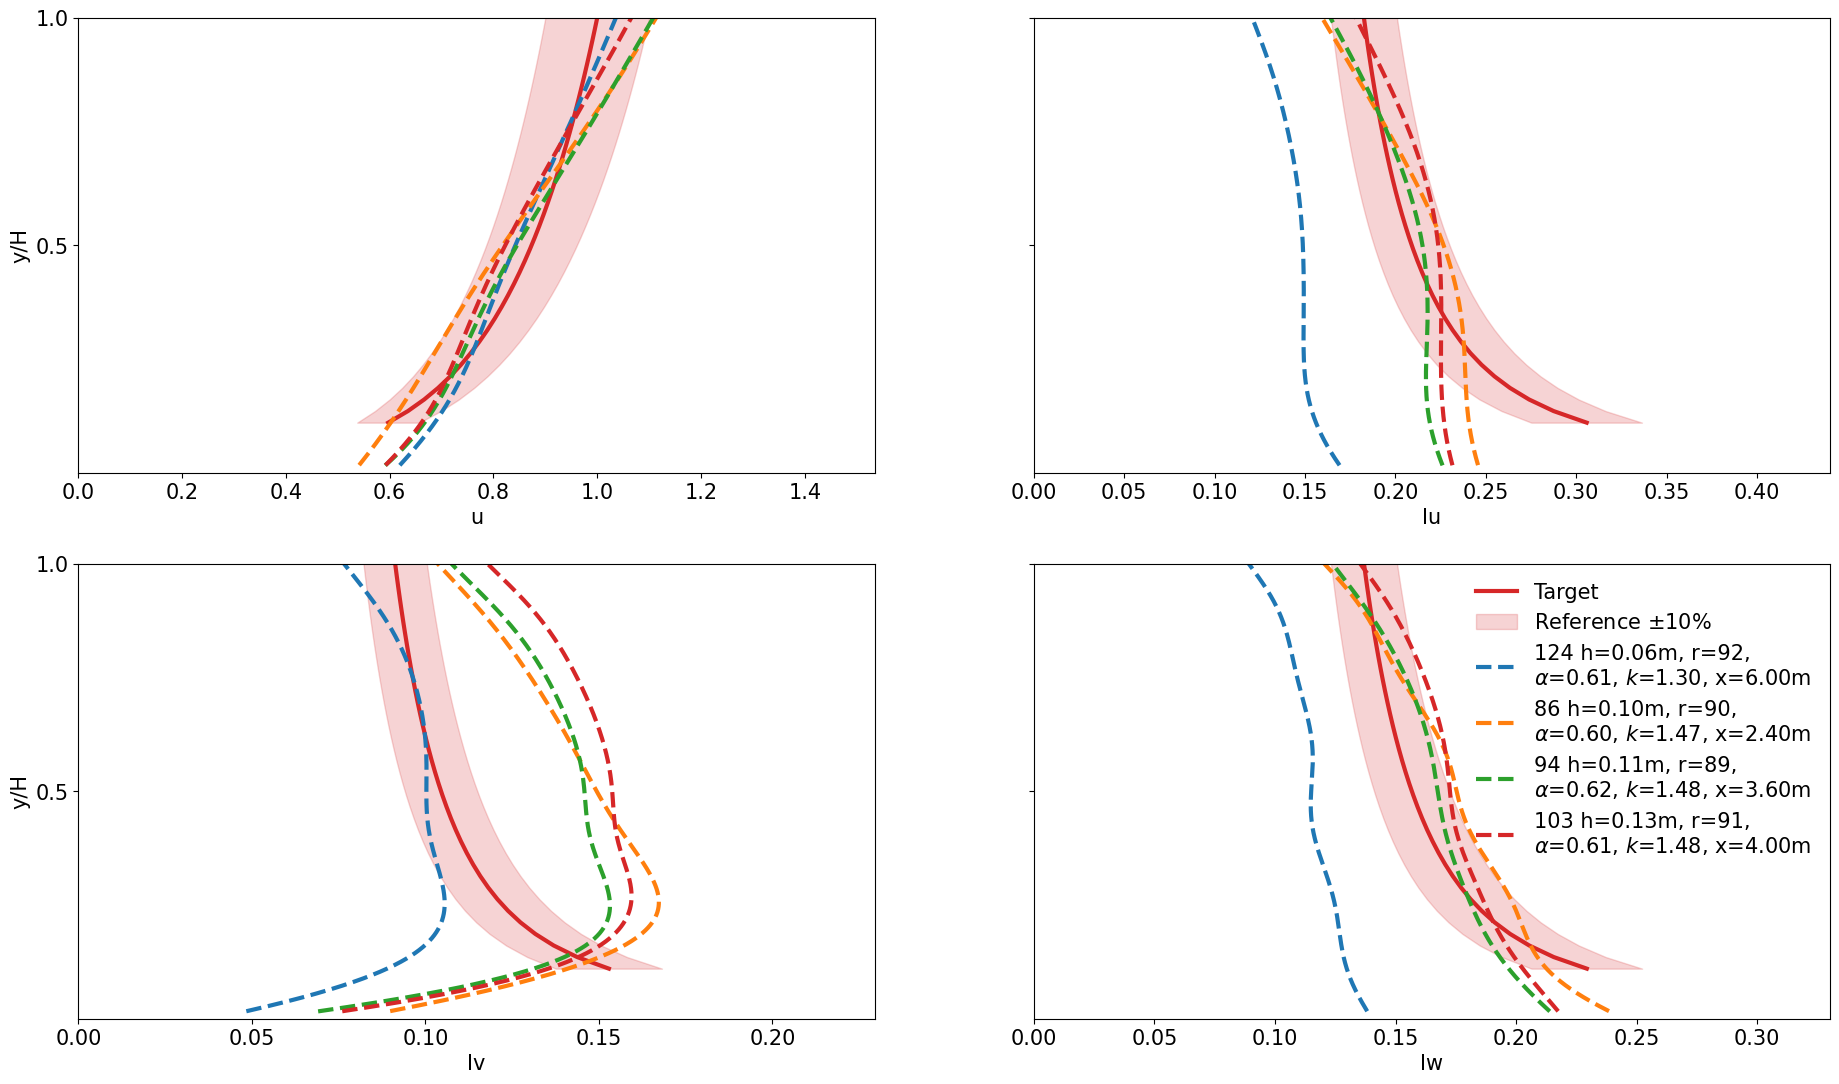 1.0
0.5
y/H
0.0 0.2 0.4 0.6 0.8 1.0 1.2 1.4
u
0.00 0.05 0.10 0.15 0.20 0.25 0.30 0.35 0.40
Iu
1.0
0.5
y/H
0.00 0.05 0.10 0.15 0.20
Iv
Target
Reference ±10%
124 h=0.06m, r=92,
α=0.61, k=1.30, x=6.00m
86 h=0.10m, r=90,
α=0.60, k=1.47, x=2.40m
94 h=0.11m, r=89,
α=0.62, k=1.48, x=3.60m
103 h=0.13m, r=91,
α=0.61, k=1.48, x=4.00m
0.00 0.05 0.10 0.15 0.20 0.25 0.30
Iw